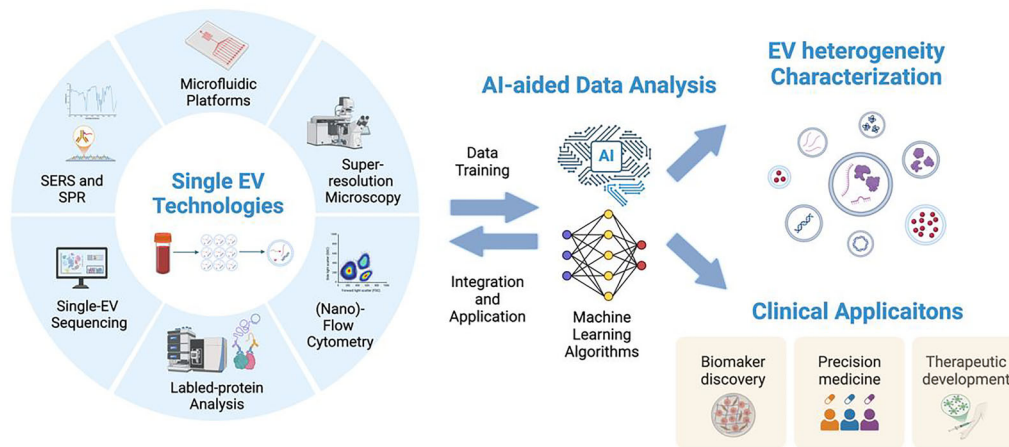 Microfluidic
Platforms
Super-
resolution
Microscopy
(Nano)-
Flow
Cytometry
Labled-protein
Analysis
Single-EV
Sequencing
SERS and
SPR
Single EV
Technologies
Data
Training
Integration
and
Application
AI-aided Data Analysis
AI
Machine
Learning
Algorithms
EV heterogeneity
Characterization
Clinical Applicaitons
Biomaker
discovery
Precision
medicine
Therapeutic
development